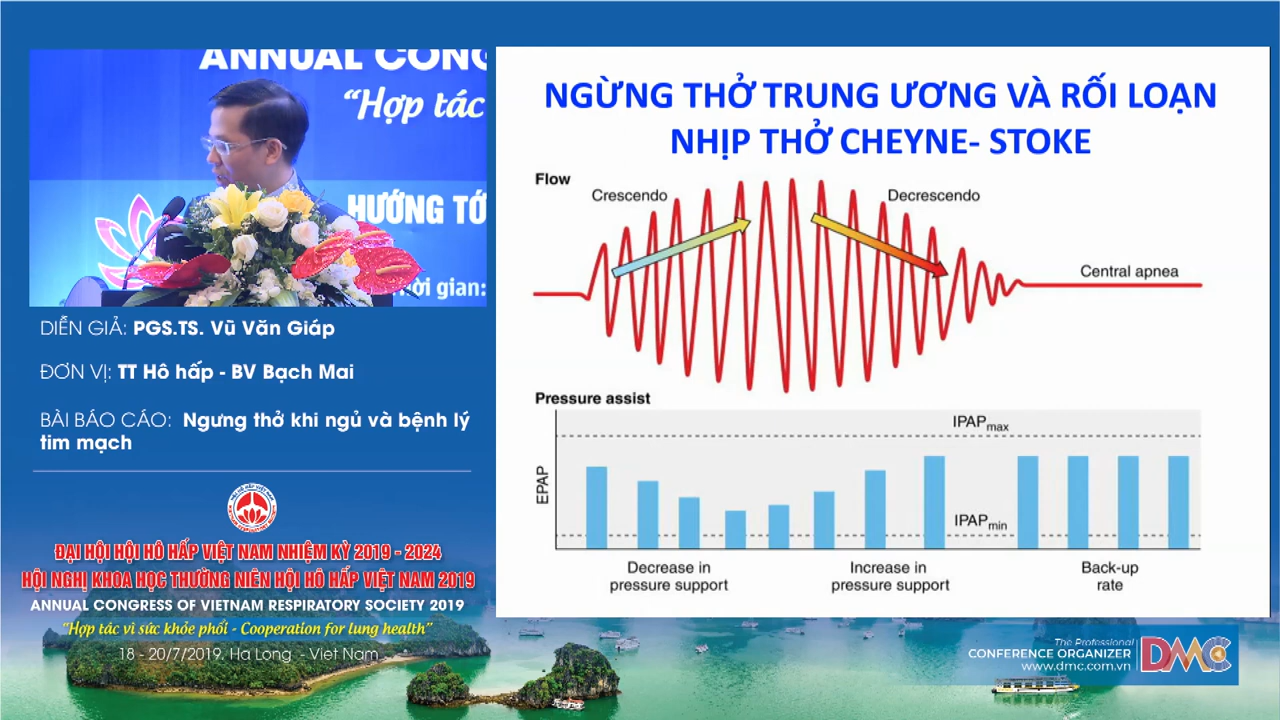 ANNUAL CONG
“Hợp tác
HƯỚNG TỚ
hời gian:
DIỄN GIẢ: PGS.TS. Vũ Văn Giáp
ĐƠN VỊ: TT Hô hấp - BV Bạch Mai
BÀI BÁO CÁO: Ngưng thở khi ngủ và bệnh lý
tim mạch
ĐẠI HỘI HỘI HÔ HẤP VIỆT NAM NHIỆM KỲ 2019 - 2024
HỘI NGHỊ KHOA HỌC THƯỜNG NIÊN HỘI HÔ HẤP VIỆT NAM 2019
ANNUAL CONGRESS OF VIETNAM RESPIRATORY SOCIETY 2019
“Hợp tác vì sức khỏe phổi - Cooperation for lung health”
18 - 20/7/2019. Ha Long - Viet Nam
NGỪNG THỞ TRUNG ƯƠNG VÀ RỐI LOẠN
NHỊP THỞ CHEYNE- STOKE
Flow
Crescendo
Decrescendo
Central apnea
Pressure assist
IPAPmax
EPAP
IPAPmin
Decrease in
pressure support
Increase in
pressure support
Back-up
rate
The Professional
CONFERENCE ORGANIZER
www.dmc.com.vn
DMC